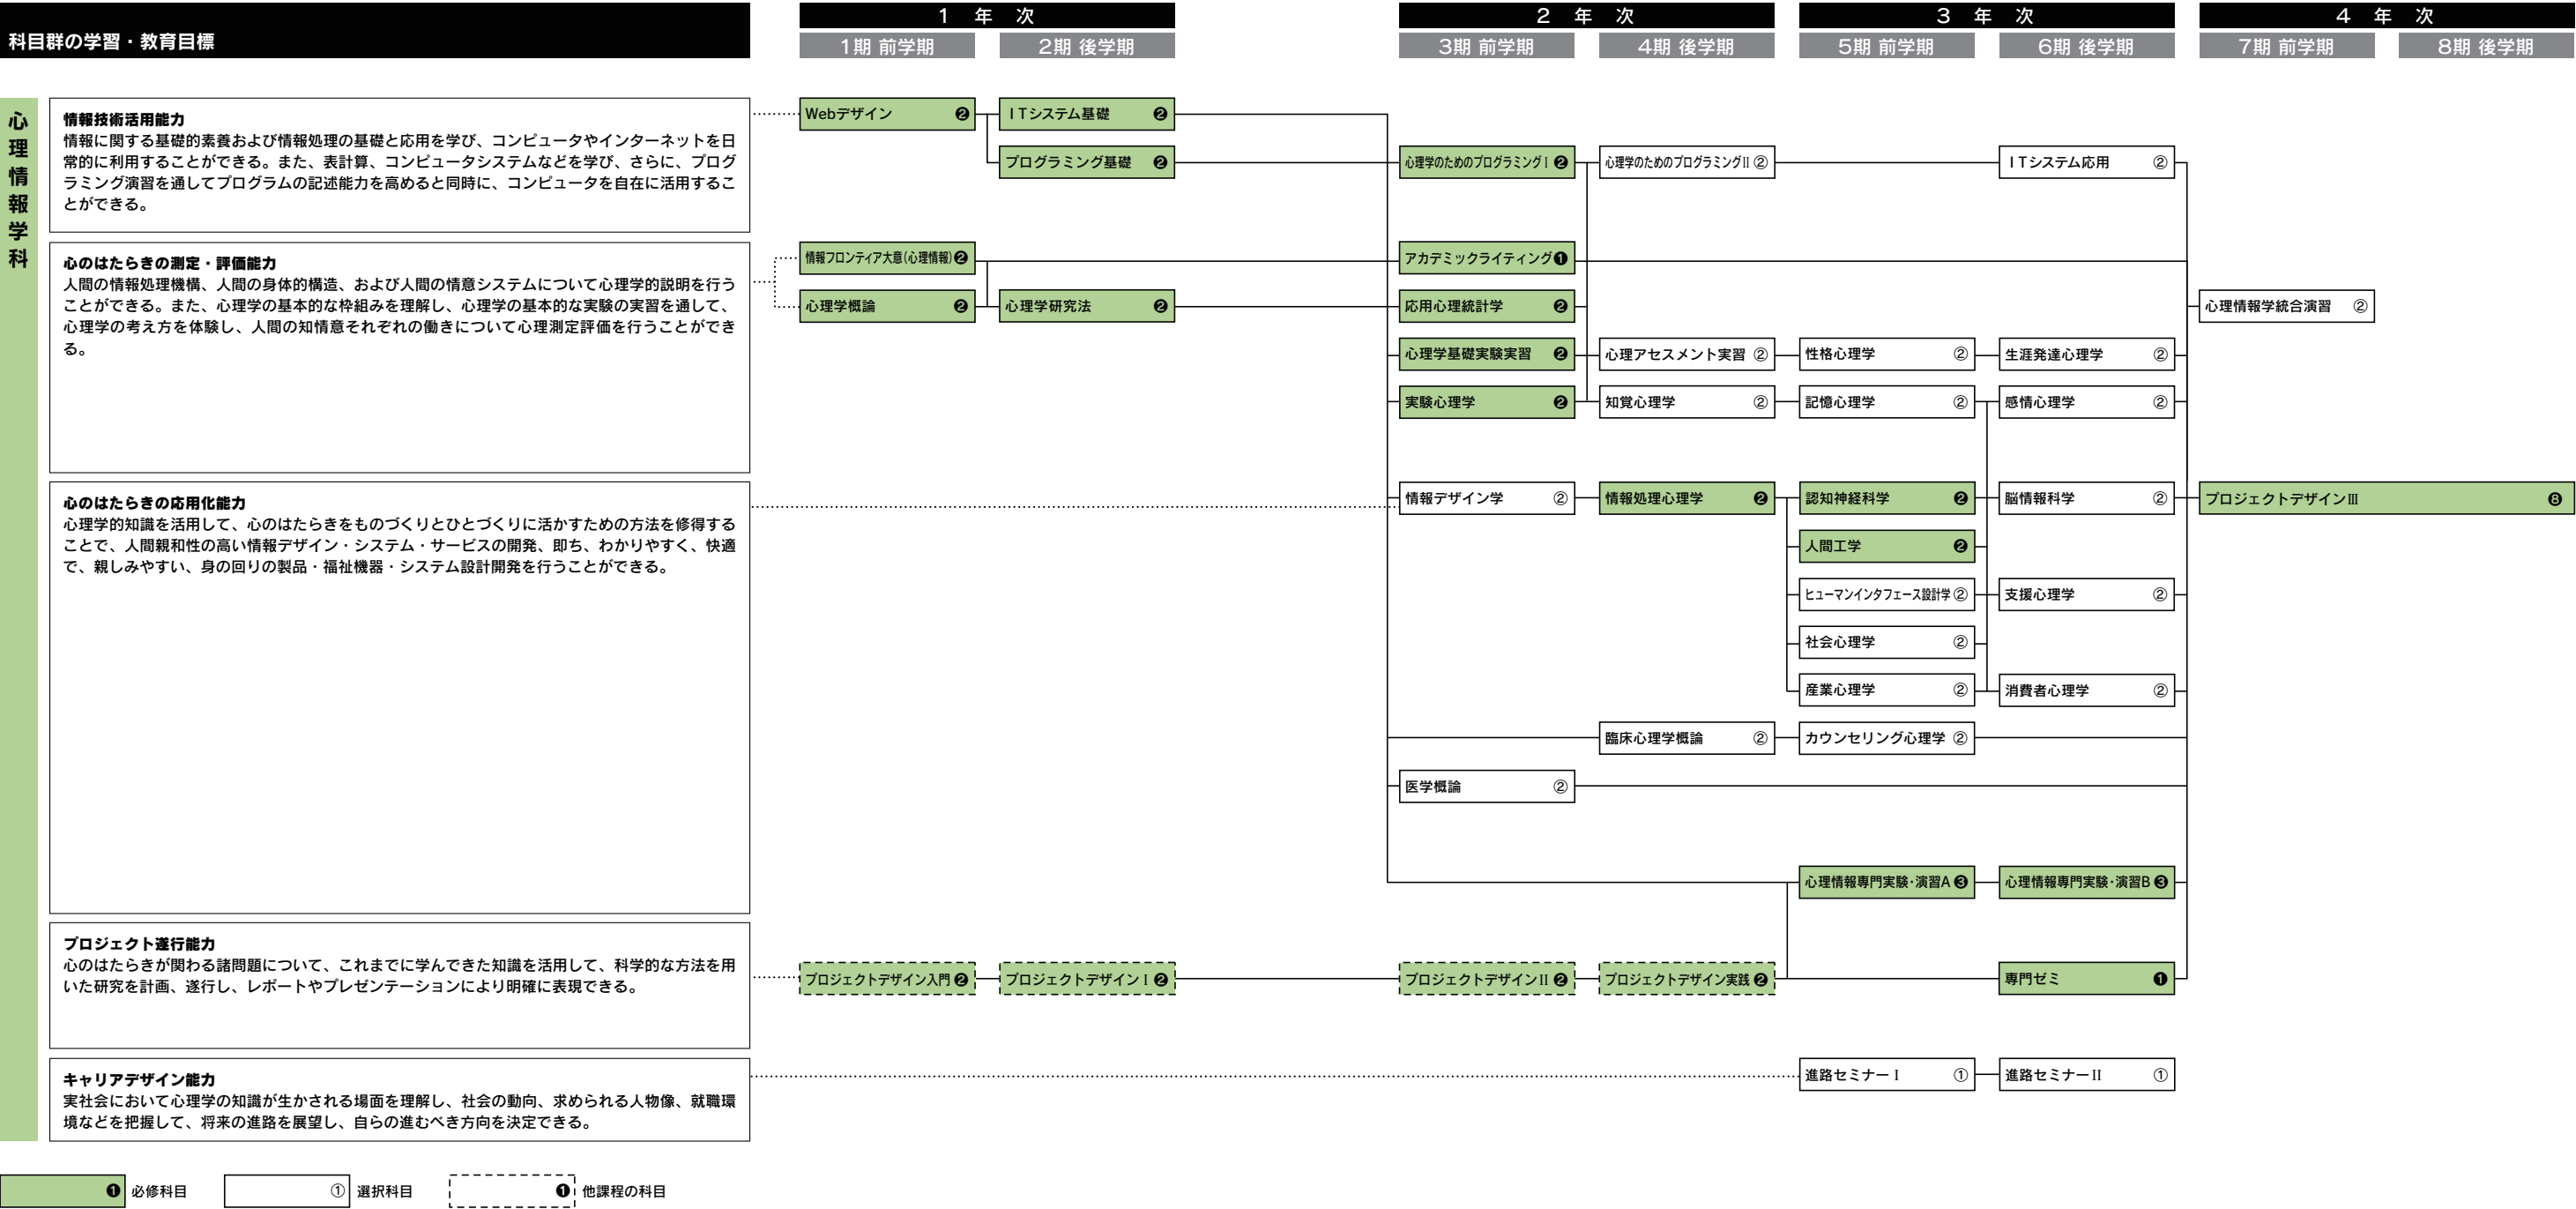 科目群の学習・教育目標
1 年 次
2 年 次
3 年 次
4 年 次
1期 前学期
2期 後学期
3期 前学期
4期 後学期
5期 前学期
6期 後学期
7期 前学期
8期 後学期
心理情報学科
情報技術活用能力
情報に関する基礎的素養および情報処理の基礎と応用を学び、コンピュータやインターネットを日
常的に利用することができる。また、表計算、コンピュータシステムなどを学び、さらに、プログ
ラミング演習を通してプログラムの記述能力を高めると同時に、コンピュータを自在に活用するこ
とができる。
Webデザイン ❷
ITシステム基礎 ❷
プログラミング基礎 ❷
心理学のためのプログラミングⅠ ❷
心理学のためのプログラミングⅡ ②
ITシステム応用 ②
心のはたらきの測定・評価能力
人間の情報処理機構、人間の身体的構造、および人間の情意システムについて心理学的説明を行う
ことができる。また、心理学の基本的な枠組みを理解し、心理学の基本的な実験の実習を通して、
心理学の考え方を体験し、人間の知情意それぞれの働きについて心理測定評価を行うことができ
る。
情報フロンティア大意(心理情報) ❷
アカデミックライティング ❶
心理学概論 ❷
心理学研究法 ❷
応用心理統計学 ❷
心理情報学統合演習 ②
心理学基礎実験実習 ❷
心理アセスメント実習 ②
性格心理学 ②
生涯発達心理学 ②
実験心理学 ❷
知覚心理学 ②
記憶心理学 ②
感情心理学 ②
心のはたらきの応用化能力
心理学的知識を活用して、心のはたらきをものづくりとひとづくりに活かすための方法を修得する
ことで、人間親和性の高い情報デザイン・システム・サービスの開発、即ち、わかりやすく、快適
で、親しみやすい、身の回りの製品・福祉機器・システム設計開発を行うことができる。
情報デザイン学 ②
情報処理心理学 ❷
認知神経科学 ❷
脳情報科学 ②
プロジェクトデザインⅢ ❽
人間工学 ❷
ヒューマンインタフェース設計学 ②
支援心理学 ②
社会心理学 ②
産業心理学 ②
消費者心理学 ②
臨床心理学概論 ②
カウンセリング心理学 ②
医学概論 ②
心理情報専門実験・演習A ❸
心理情報専門実験・演習B ❸
プロジェクト遂行能力
心のはたらきが関わる諸問題について、これまでに学んできた知識を活用して、科学的な方法を用
いた研究を計画、遂行し、レポートやプレゼンテーションにより明確に表現できる。
プロジェクトデザイン入門 ❷
プロジェクトデザインⅠ ❷
プロジェクトデザインⅡ ❷
プロジェクトデザイン実践 ❷
専門ゼミ ❶
キャリアデザイン能力
実社会において心理学の知識が生かされる場面を理解し、社会の動向、求められる人物像、就職環
境などを把握して、将来の進路を展望し、自らの進むべき方向を決定できる。
進路セミナーⅠ ①
進路セミナーⅡ ①
❶ 必修科目
① 選択科目
❶ 他課程の科目